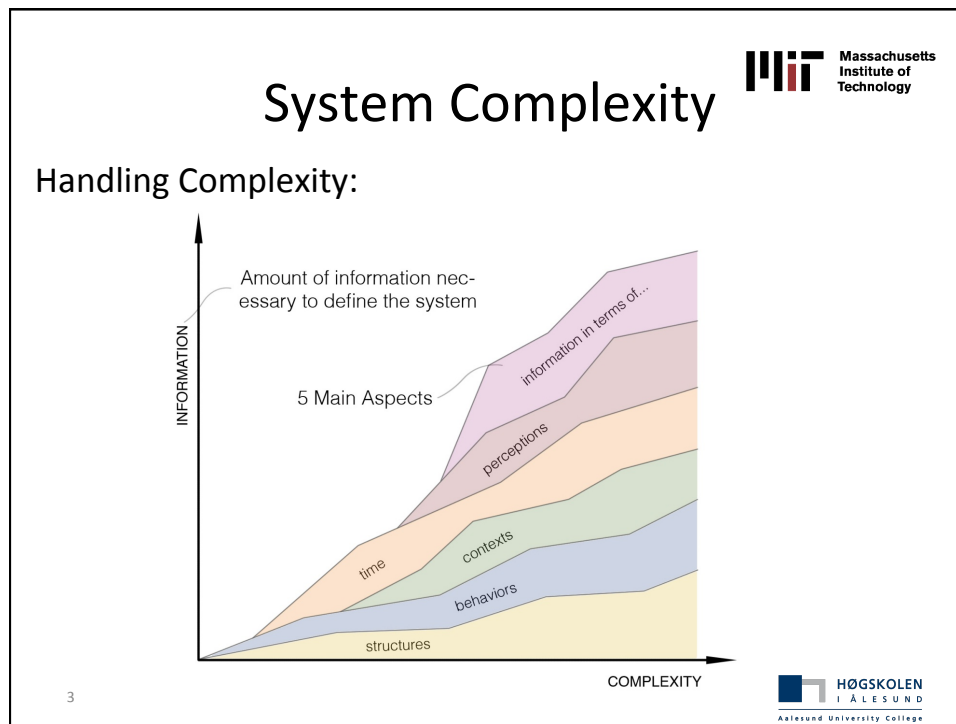 System Complexity
MIT
Massachusetts
Institute of
Technology
Handling Complexity:
Amount of information nec-
essary to define the system
INFORMATION
5 Main Aspects
information in terms of...
perceptions
time
contexts
behaviors
structures
COMPLEXITY
3
HØGSKOLEN
I ÅLESUND
Aalesund University College